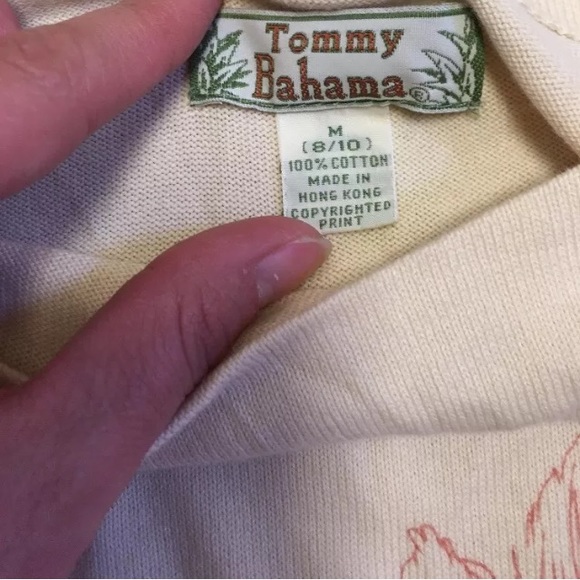 Tommy
Bahama®
M
(8/10)
100% COTTON
MADE IN
HONG KONG
COPYRIGHTED
PRINT